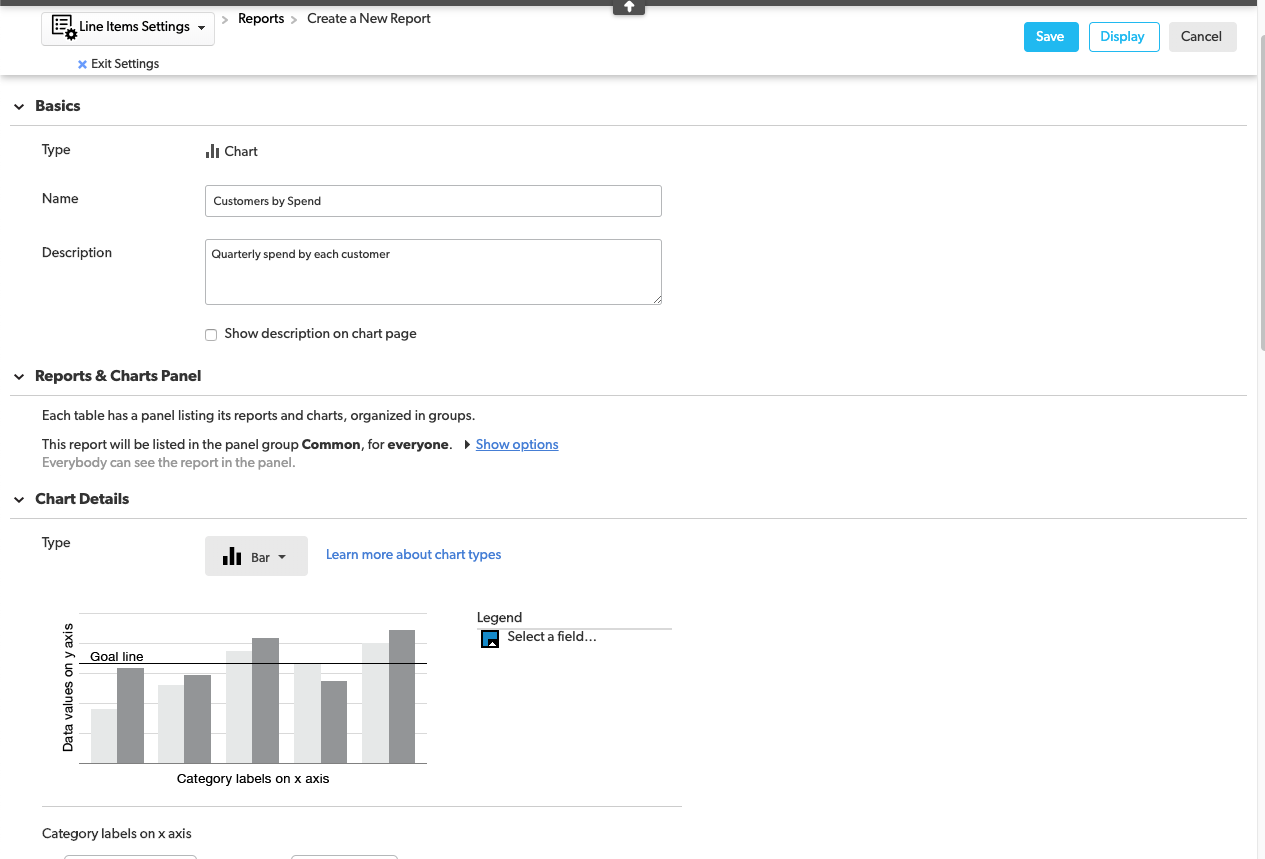 Line Items Settings
Reports
Create a New Report
Save
Display
Cancel
Exit Settings
Basics
Type
Chart
Name
Customers by Spend
Description
Quarterly spend by each customer
Show description on chart page
Reports & Charts Panel
Each table has a panel listing its reports and charts, organized in groups.
This report will be listed in the panel group Common, for everyone. Show options
Everybody can see the report in the panel.
Chart Details
Type
Bar
Learn more about chart types
Data values on y axis
Goal line
Category labels on x axis
Legend
Select a field...
Category labels on x axis